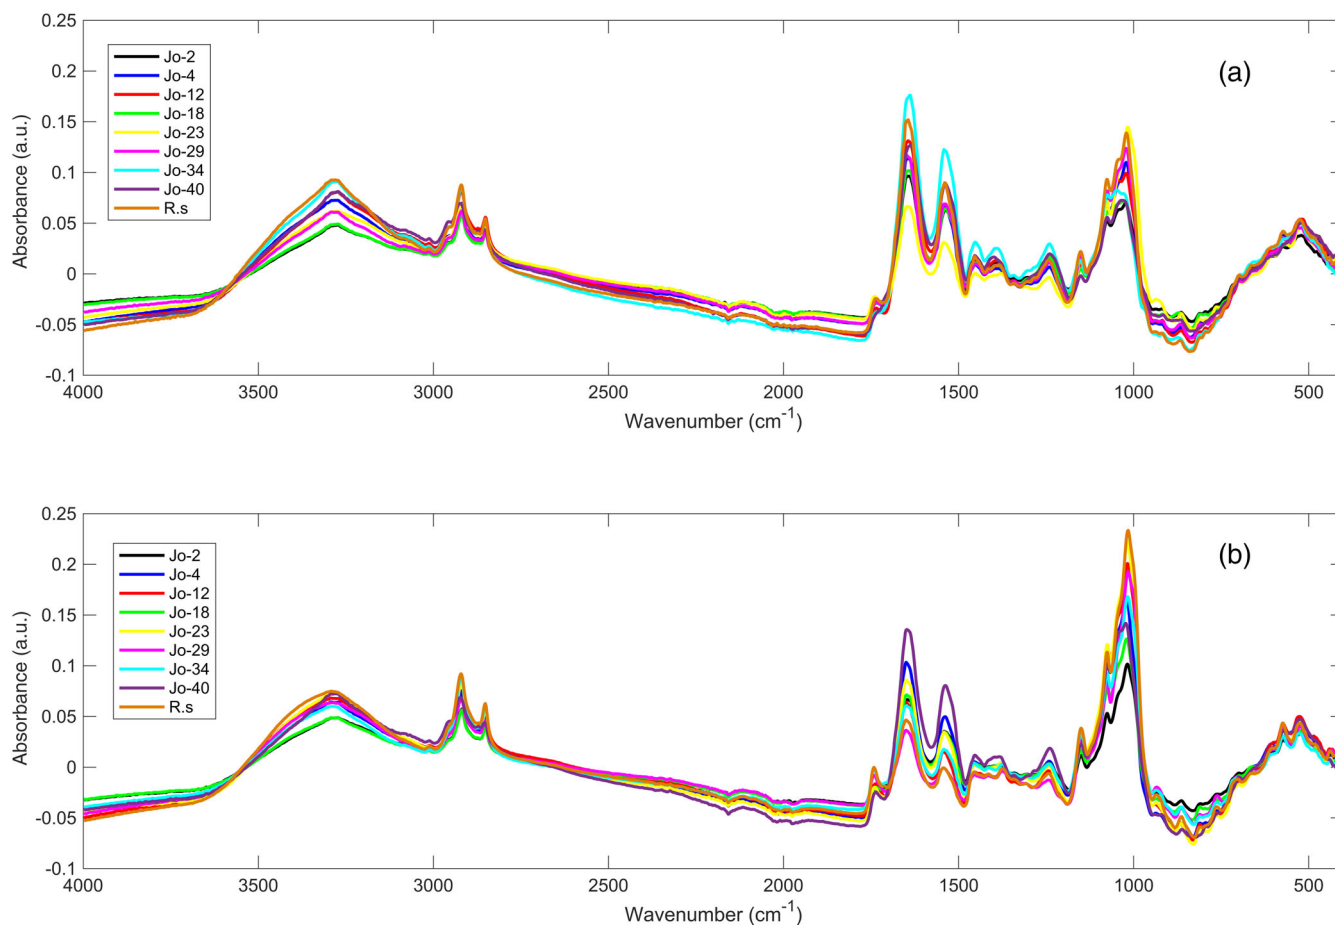 (a)
0.25
0.2
0.15
0.1
0.05
0
-0.05
-0.1
Absorbance (a.u.)
Jo-2
Jo-4
Jo-12
Jo-18
Jo-23
Jo-29
Jo-34
Jo-40
R.s
4000 3500 3000 2500 2000 1500 1000 500
Wavenumber (cm⁻¹)
(b)
0.25
0.2
0.15
0.1
0.05
0
-0.05
-0.1
Absorbance (a.u.)
Jo-2
Jo-4
Jo-12
Jo-18
Jo-23
Jo-29
Jo-34
Jo-40
R.s
4000 3500 3000 2500 2000 1500 1000 500
Wavenumber (cm⁻¹)